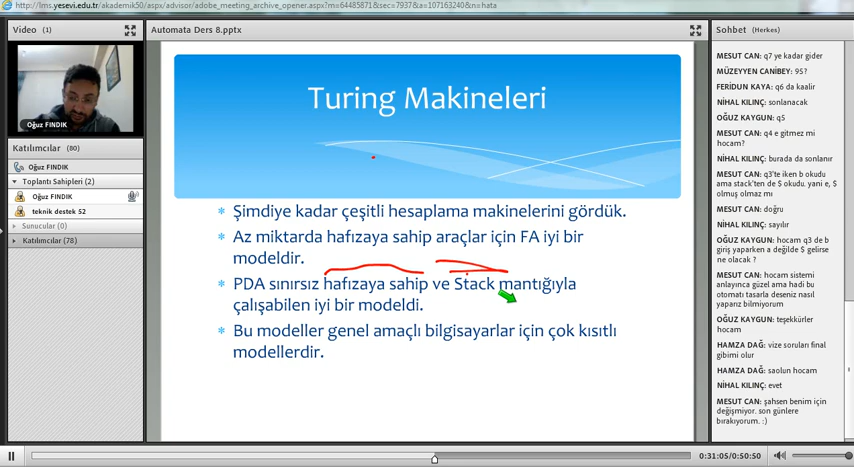 http://lms.yesevi.edu.tr/akademik50/aspx/advisor/adobe_meeting_archive_opener.aspx?m=64485871&sec=7937&a=107163240&n=hata
Video (1)
Oğuz FINDIK
Katılımcılar (80)
Oğuz FINDIK
Toplantı Sahipleri (2)
Oğuz FINDIK
teknik destek 52
Sunucular (0)
Katılımcılar (78)
Automata Ders 8.pptx
Turing Makineleri
Şimdiye kadar çeşitli hesaplama makinelerini gördük.
Az miktarda hafızaya sahip araçlar için FA iyi bir
modeldir.
PDA sınırsız hafızaya sahip ve Stack mantığıyla
çalışabilen iyi bir modeldi.
Bu modeller genel amaçlı bilgisayarlar için çok kısıtlı
modellerdir.
Sohbet (Herkes)
MESUT CAN: q7 ye kadar gider
MÜZEYYEN CANİBEY: 95?
FERİDUN KAYA: q6 da kaalir
NİHAL KILINÇ: sonlanacak
OĞUZ KAYGUN: q5
MESUT CAN: q4 e gitmez mi
hocam?
NİHAL KILINÇ: burada da sonlanır
MESUT CAN: q3'te iken b okudu
ama stack'ten de $ okudu. yani e, $
olmaz mı
MESUT CAN: doğru
NİHAL KILINÇ: sayılır
OĞUZ KAYGUN: hocam q3 de b
giriş yaparken a değilde $ gelirse
ne olacak ?
MESUT CAN: hocam sistemi
anlayınca güzel ama hadi bu
otomatı tasarla deseniz nasıl
yaparız bilmiyorum
OĞUZ KAYGUN: teşekkürler
hocam
HAMZA DAĞ: vize soruları final
gibimi olur
HAMZA DAĞ: saolun hocam
NİHAL KILINÇ: evet
MESUT CAN: şahsen benim için
değişmiyor. son günlere
bırakıyorum. :)
0:31:05/0:50:50